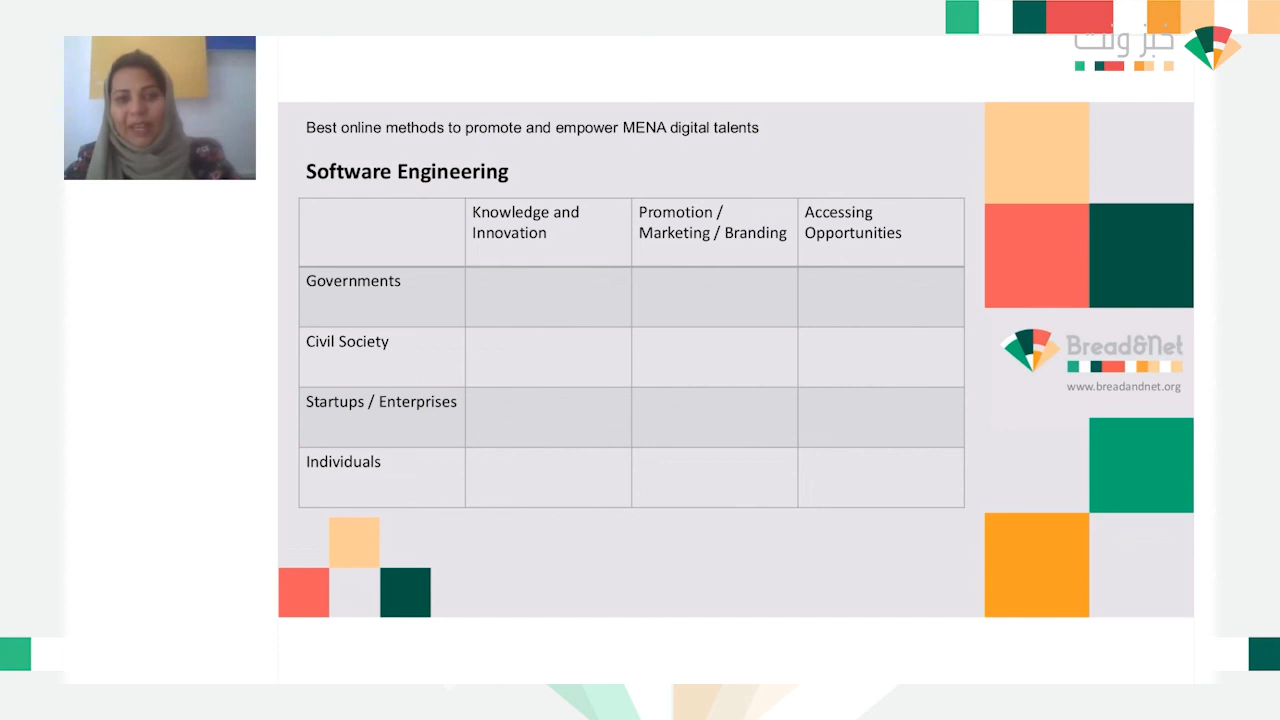 خبز ونت
Best online methods to promote and empower MENA digital talents
Software Engineering
Knowledge and
Innovation
Promotion /
Marketing / Branding
Accessing
Opportunities
Governments
Civil Society
Startups / Enterprises
Individuals
Bread&Net
www.breadandnet.org